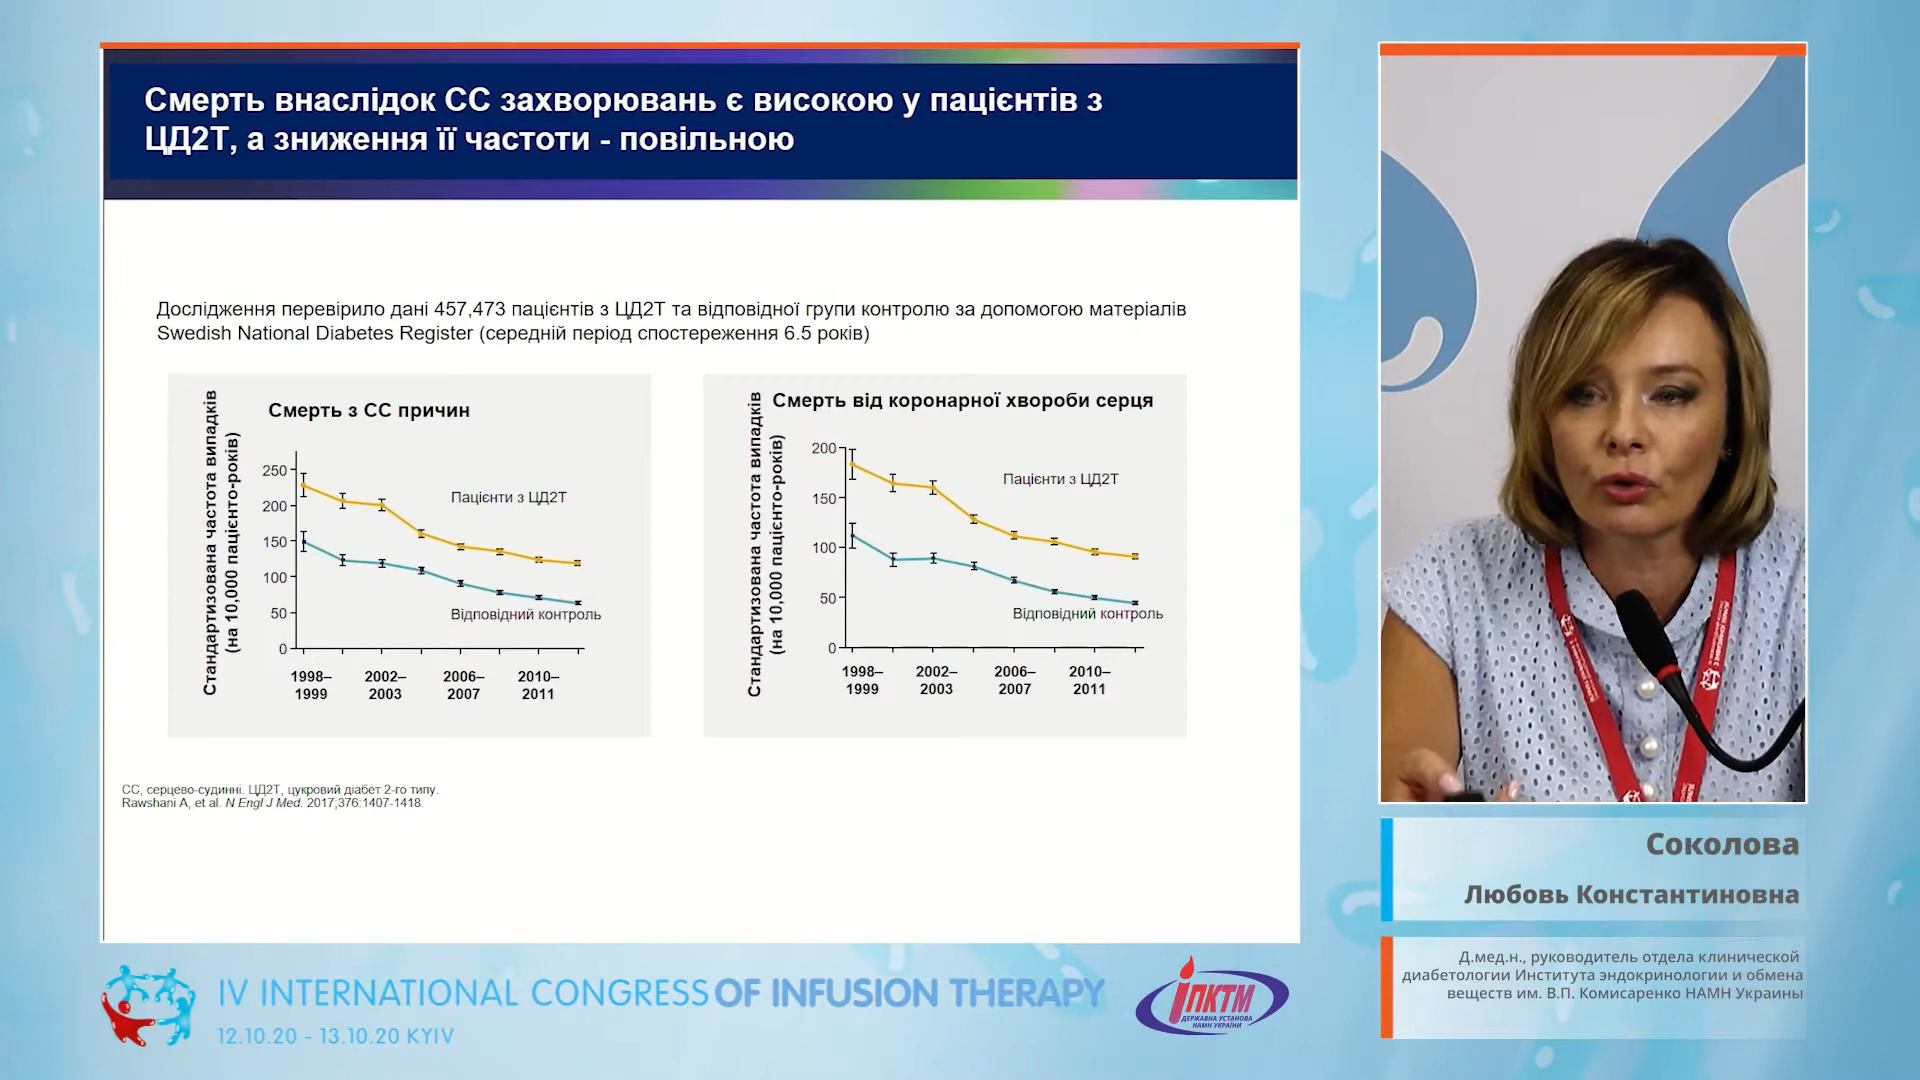 Смерть внаслідок СС захворювань є високою у пацієнтів з
ЦД2Т, а зниження її частоти - повільною
Дослідження перевірило дані 457,473 пацієнтів з ЦД2Т та відповідної групи контролю за допомогою матеріалів
Swedish National Diabetes Register (середній період спостереження 6.5 років)
Стандартизована частота випадків
(на 10,000 пацієнто-років)
Смерть з СС причин
250
200
150
100
50
0
Пацієнти з ЦД2Т
Відповідний контроль
1998–
1999
2002–
2003
2006–
2007
2010–
2011
Стандартизована частота випадків
(на 10,000 пацієнто-років)
Смерть від коронарної хвороби серця
200
150
100
50
0
Пацієнти з ЦД2Т
Відповідний контроль
1998–
1999
2002–
2003
2006–
2007
2010–
2011
СС, серцево-судинні. ЦД2Т, цукровий діабет 2-го типу.
Rawshani A, et al. N Engl J Med. 2017;376:1407-1418.
Соколова
Любовь Константиновна
Д.мед.н., руководитель отдела клинической
диабетологии Института эндокринологии и обмена
веществ им. В.П. Комисаренко НАМН Украины
IV INTERNATIONAL CONGRESS OF INFUSION THERAPY
12.10.20 - 13.10.20 KYIV
ІПКТМ
ДЕРЖАВНА УСТАНОВА
НАМН УКРАЇНИ